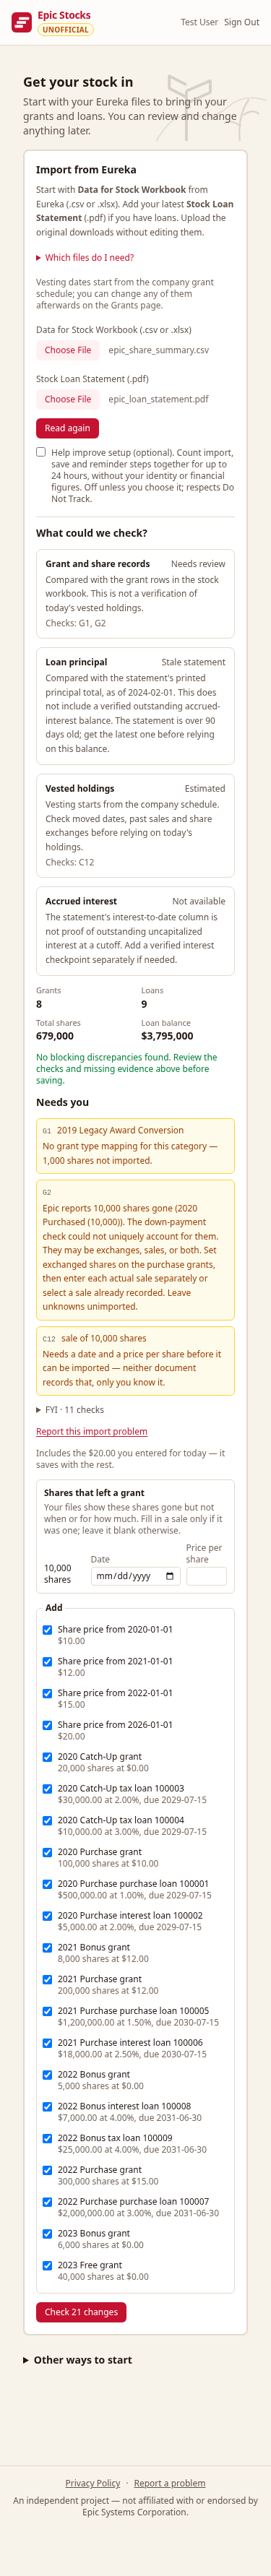 Epic Stocks
UNOFFICIAL
Test User Sign Out
Get your stock in
Start with your Eureka files to bring in your
grants and loans. You can review and change
anything later.
Import from Eureka
Start with Data for Stock Workbook from
Eureka (.csv or .xlsx). Add your latest Stock Loan
Statement (.pdf) if you have loans. Upload the
original downloads without editing them.
Which files do I need?
Vesting dates start from the company grant
schedule; you can change any of them
afterwards on the Grants page.
Data for Stock Workbook (.csv or .xlsx)
Choose File epic_share_summary.csv
Stock Loan Statement (.pdf)
Choose File epic_loan_statement.pdf
Read again
Help improve setup (optional). Count import,
save and reminder steps together for up to
24 hours, without your identity or financial
figures. Off unless you choose it; respects Do
Not Track.
What could we check?
Grant and share records Needs review
Compared with the grant rows in the stock
workbook. This is not a verification of
today's vested holdings.
Checks: G1, G2
Loan principal Stale statement
Compared with the statement's printed
principal total, as of 2024-02-01. This does
not include a verified outstanding accrued-
interest balance. The statement is over 90
days old; get the latest one before relying
on this balance.
Vested holdings Estimated
Vesting starts from the company schedule.
Check moved dates, past sales and share
exchanges before relying on today's
holdings.
Checks: C12
Accrued interest Not available
The statement's interest-to-date column is
not proof of outstanding uncapitalized
interest at a cutoff. Add a verified interest
checkpoint separately if needed.
Grants Loans
8 9
Total shares Loan balance
679,000 $3,795,000
No blocking discrepancies found. Review the
checks and missing evidence above before
saving.
Needs you
G1 2019 Legacy Award Conversion
No grant type mapping for this category —
1,000 shares not imported.
G2
Epic reports 10,000 shares gone (2020
Purchased (10,000)). The down-payment
check could not uniquely account for them.
They may be exchanges, sales, or both. Set
exchanged shares on the purchase grants,
then enter each actual sale separately or
select a sale already recorded. Leave
unknowns unimported.
C12 sale of 10,000 shares
Needs a date and a price per share before it
can be imported — neither document
records that, only you know it.
FYI · 11 checks
Report this import problem
Includes the $20.00 you entered for today — it
saves with the rest.
Shares that left a grant
Your files show these shares gone but not
when or for how much. Fill in a sale only if it
was one; leave it blank otherwise.
10,000 shares
Date
mm/dd/yyyy
Price per share
Add
Share price from 2020-01-01
$10.00
Share price from 2021-01-01
$12.00
Share price from 2022-01-01
$15.00
Share price from 2026-01-01
$20.00
2020 Catch-Up grant
20,000 shares at $0.00
2020 Catch-Up tax loan 100003
$30,000.00 at 2.00%, due 2029-07-15
2020 Catch-Up tax loan 100004
$10,000.00 at 3.00%, due 2029-07-15
2020 Purchase grant
100,000 shares at $10.00
2020 Purchase purchase loan 100001
$500,000.00 at 1.00%, due 2029-07-15
2020 Purchase interest loan 100002
$5,000.00 at 2.00%, due 2029-07-15
2021 Bonus grant
8,000 shares at $12.00
2021 Purchase grant
200,000 shares at $12.00
2021 Purchase purchase loan 100005
$1,200,000.00 at 1.50%, due 2030-07-15
2021 Purchase interest loan 100006
$18,000.00 at 2.50%, due 2030-07-15
2022 Bonus grant
5,000 shares at $0.00
2022 Bonus interest loan 100008
$7,000.00 at 4.00%, due 2031-06-30
2022 Bonus tax loan 100009
$25,000.00 at 4.00%, due 2031-06-30
2022 Purchase grant
300,000 shares at $15.00
2022 Purchase purchase loan 100007
$2,000,000.00 at 3.00%, due 2031-06-30
2023 Bonus grant
6,000 shares at $0.00
2023 Free grant
40,000 shares at $0.00
Check 21 changes
Other ways to start
Privacy Policy · Report a problem
An independent project — not affiliated with or endorsed by
Epic Systems Corporation.